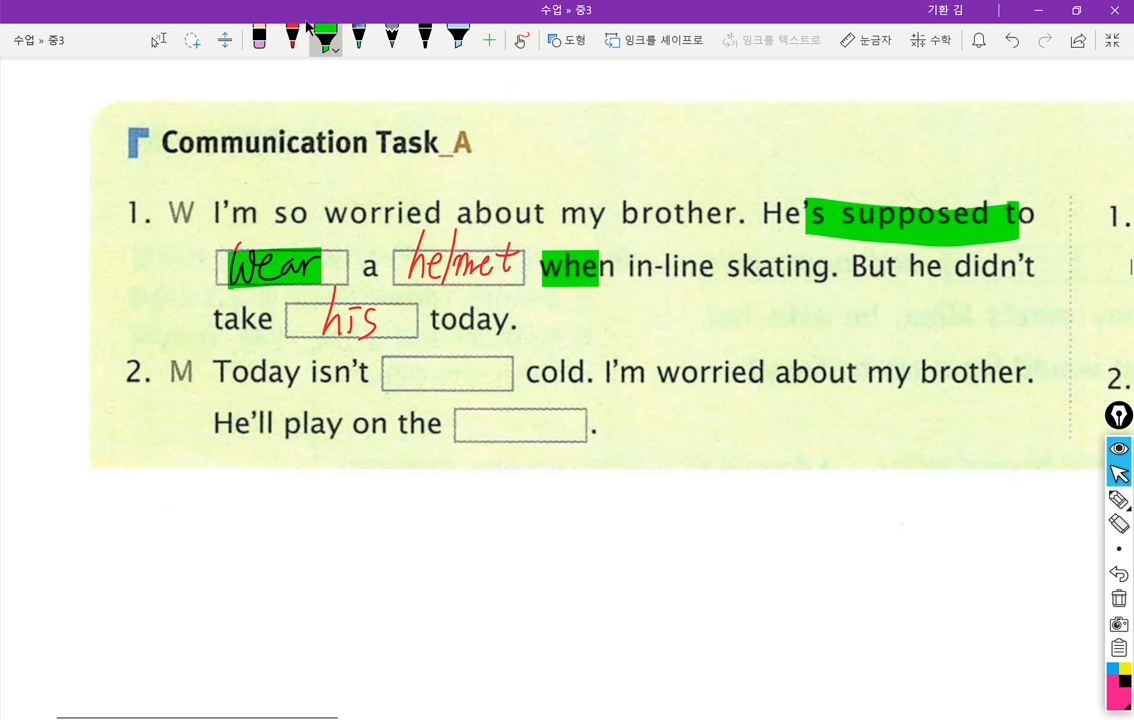 수업 » 중3
기환 김
수업 » 중3
도형
잉크를 셰이프로
잉크를 텍스트로
눈금자
수학
Communication Task_A
1. W I'm so worried about my brother. He's supposed to
wear a helmet when in-line skating. But he didn't
take his today.
2. M Today isn't cold. I'm worried about my brother.
He'll play on the .
1.
2.